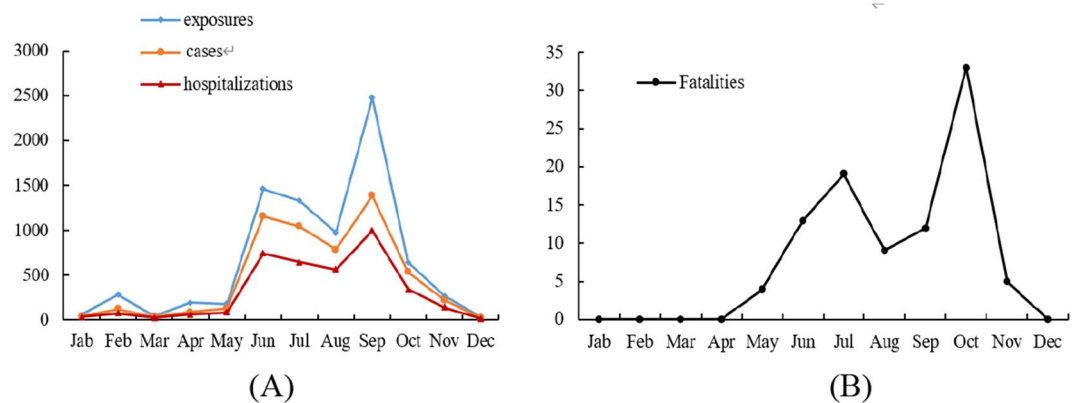 exposures
cases↵
hospitalizations
3000
2500
2000
1500
1000
500
0
Jab Feb Mar Apr May Jun Jul Aug Sep Oct Nov Dec
(A)
Fatalities
35
30
25
20
15
10
5
0
Jab Feb Mar Apr May Jun Jul Aug Sep Oct Nov Dec
(B)